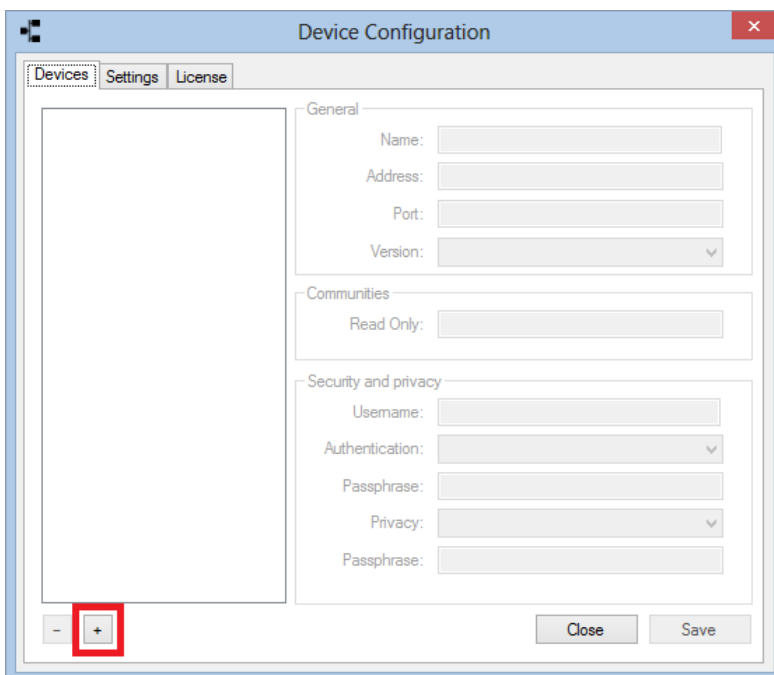 Device Configuration
Devices Settings License
General
Name:
Address:
Port:
Version:
Communities
Read Only:
Security and privacy
Username:
Authentication:
Passphrase:
Privacy:
Passphrase:
- + Close Save